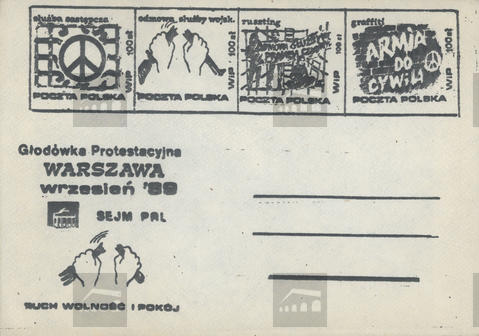 służba zastępcza
100 zł
WiP
POCZTA POLSKA
odmowa służby wojsk.
100 zł
WiP
POCZTA POLSKA
ruszting
100 zł
WiP
POCZTA POLSKA
graffiti
ARMIA
DO
CYWILI
100 zł
WiP
POCZTA POLSKA
Głodówka Protestacyjna
WARSZAWA
wrzesień '89
SEJM PRL
RUCH WOLNOŚĆ I POKÓJ